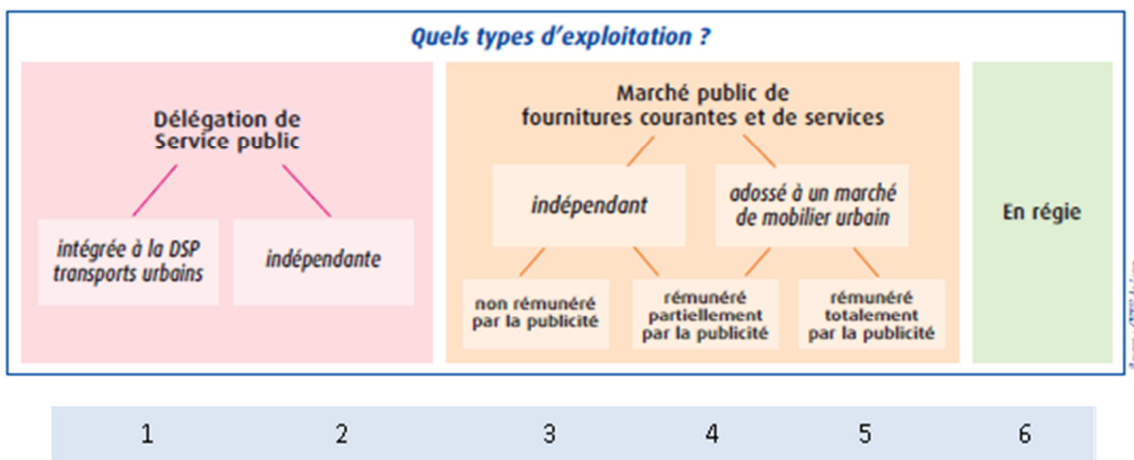 Quels types d'exploitation ?
Délégation de
Service public
intégrée à la DSP
transports urbains
indépendante
Marché public de
fournitures courantes et de services
indépendant
adossé à un marché
de mobilier urbain
non rémunéré
par la publicité
rémunéré
partiellement
par la publicité
rémunéré
totalement
par la publicité
En régie
1 2 3 4 5 6